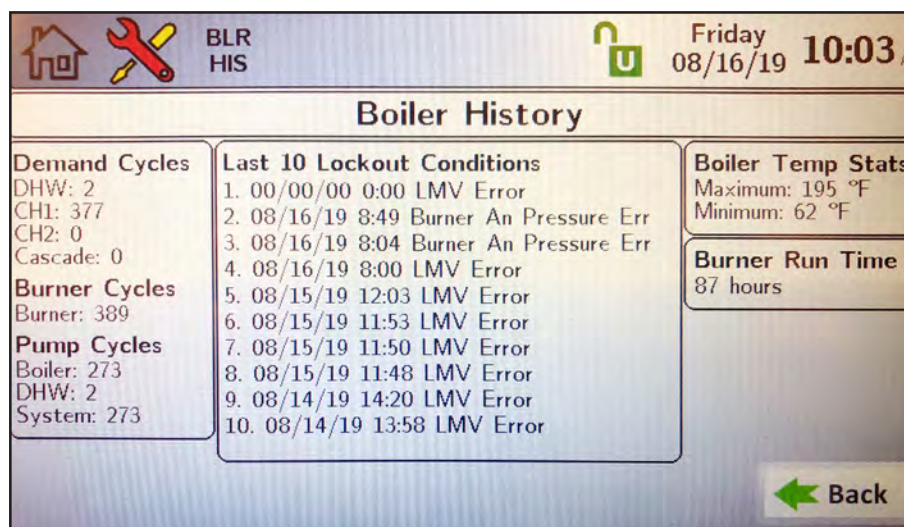 BLR
HIS
U
Friday
08/16/19
10:03
Boiler History
Demand Cycles
DHW: 2
CH1: 377
CH2: 0
Cascade: 0
Burner Cycles
Burner: 389
Pump Cycles
Boiler: 273
DHW: 2
System: 273
Last 10 Lockout Conditions
1. 00/00/00 0:00 LMV Error
2. 08/16/19 8:49 Burner An Pressure Err
3. 08/16/19 8:04 Burner An Pressure Err
4. 08/16/19 8:00 LMV Error
5. 08/15/19 12:03 LMV Error
6. 08/15/19 11:53 LMV Error
7. 08/15/19 11:50 LMV Error
8. 08/15/19 11:48 LMV Error
9. 08/14/19 14:20 LMV Error
10. 08/14/19 13:58 LMV Error
Boiler Temp Stats
Maximum: 195 °F
Minimum: 62 °F
Burner Run Time
87 hours
Back